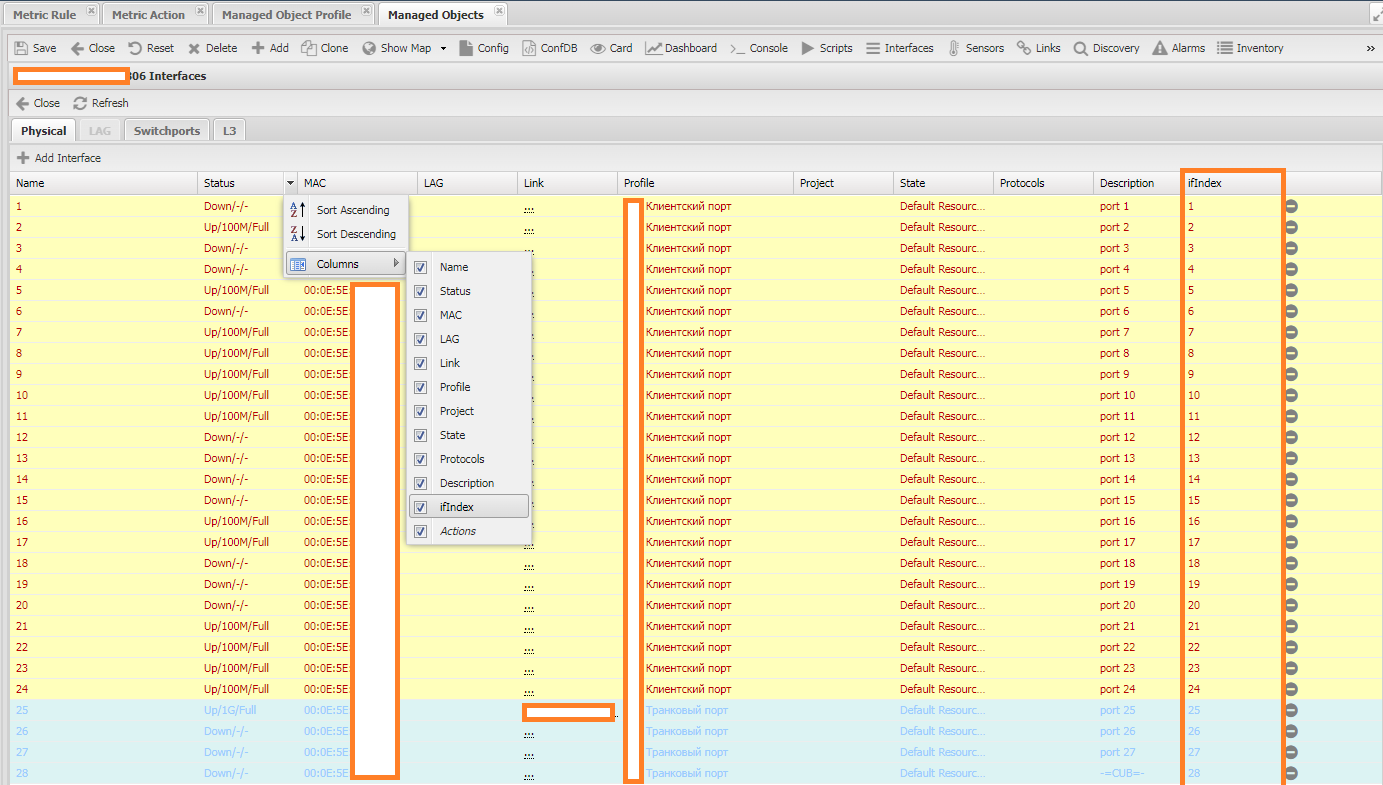 Metric Rule Metric Action Managed Object Profile Managed Objects
Save Close Reset Delete Add Clone Show Map Config ConfDB Card Dashboard Console Scripts Interfaces Sensors Links Discovery Alarms Inventory »
306 Interfaces
Close Refresh
Physical LAG Switchports L3
Add Interface
Name Status MAC LAG Link Profile Project State Protocols Description ifIndex
1 Down/-/- ... Клиентский порт Default Resourc... port 1 1
2 Up/100M/Full Клиентский порт Default Resourc... port 2 2
3 Down/-/- ... Клиентский порт Default Resourc... port 3 3
4 Down/-/- Клиентский порт Default Resourc... port 4 4
5 Up/100M/Full 00:0E:5E: Клиентский порт Default Resourc... port 5 5
6 Down/-/- 00:0E:5E: Клиентский порт Default Resourc... port 6 6
7 Up/100M/Full 00:0E:5E: Клиентский порт Default Resourc... port 7 7
8 Up/100M/Full 00:0E:5E: Клиентский порт Default Resourc... port 8 8
9 Up/100M/Full 00:0E:5E: Клиентский порт Default Resourc... port 9 9
10 Up/100M/Full 00:0E:5E: Клиентский порт Default Resourc... port 10 10
11 Up/100M/Full 00:0E:5E: Клиентский порт Default Resourc... port 11 11
12 Down/-/- 00:0E:5E: Клиентский порт Default Resourc... port 12 12
13 Down/-/- 00:0E:5E: Клиентский порт Default Resourc... port 13 13
14 Down/-/- 00:0E:5E: Клиентский порт Default Resourc... port 14 14
15 Down/-/- 00:0E:5E: Клиентский порт Default Resourc... port 15 15
16 Up/100M/Full 00:0E:5E: Клиентский порт Default Resourc... port 16 16
17 Up/100M/Full 00:0E:5E: ... Клиентский порт Default Resourc... port 17 17
18 Down/-/- 00:0E:5E: ... Клиентский порт Default Resourc... port 18 18
19 Down/-/- 00:0E:5E: ... Клиентский порт Default Resourc... port 19 19
20 Down/-/- 00:0E:5E: ... Клиентский порт Default Resourc... port 20 20
21 Up/100M/Full 00:0E:5E: ... Клиентский порт Default Resourc... port 21 21
22 Up/100M/Full 00:0E:5E: ... Клиентский порт Default Resourc... port 22 22
23 Up/100M/Full 00:0E:5E: ... Клиентский порт Default Resourc... port 23 23
24 Up/100M/Full 00:0E:5E: ... Клиентский порт Default Resourc... port 24 24
25 Up/1G/Full 00:0E:5E: Транковый порт Default Resourc... port 25 25
26 Down/-/- 00:0E:5E: ... Транковый порт Default Resourc... port 26 26
27 Down/-/- 00:0E:5E: ... Транковый порт Default Resourc... port 27 27
28 Down/-/- 00:0E:5E: ... Транковый порт Default Resourc... -=CUB=- 28
Sort Ascending
Sort Descending
Columns
Name
Status
MAC
LAG
Link
Profile
Project
State
Protocols
Description
ifIndex
Actions